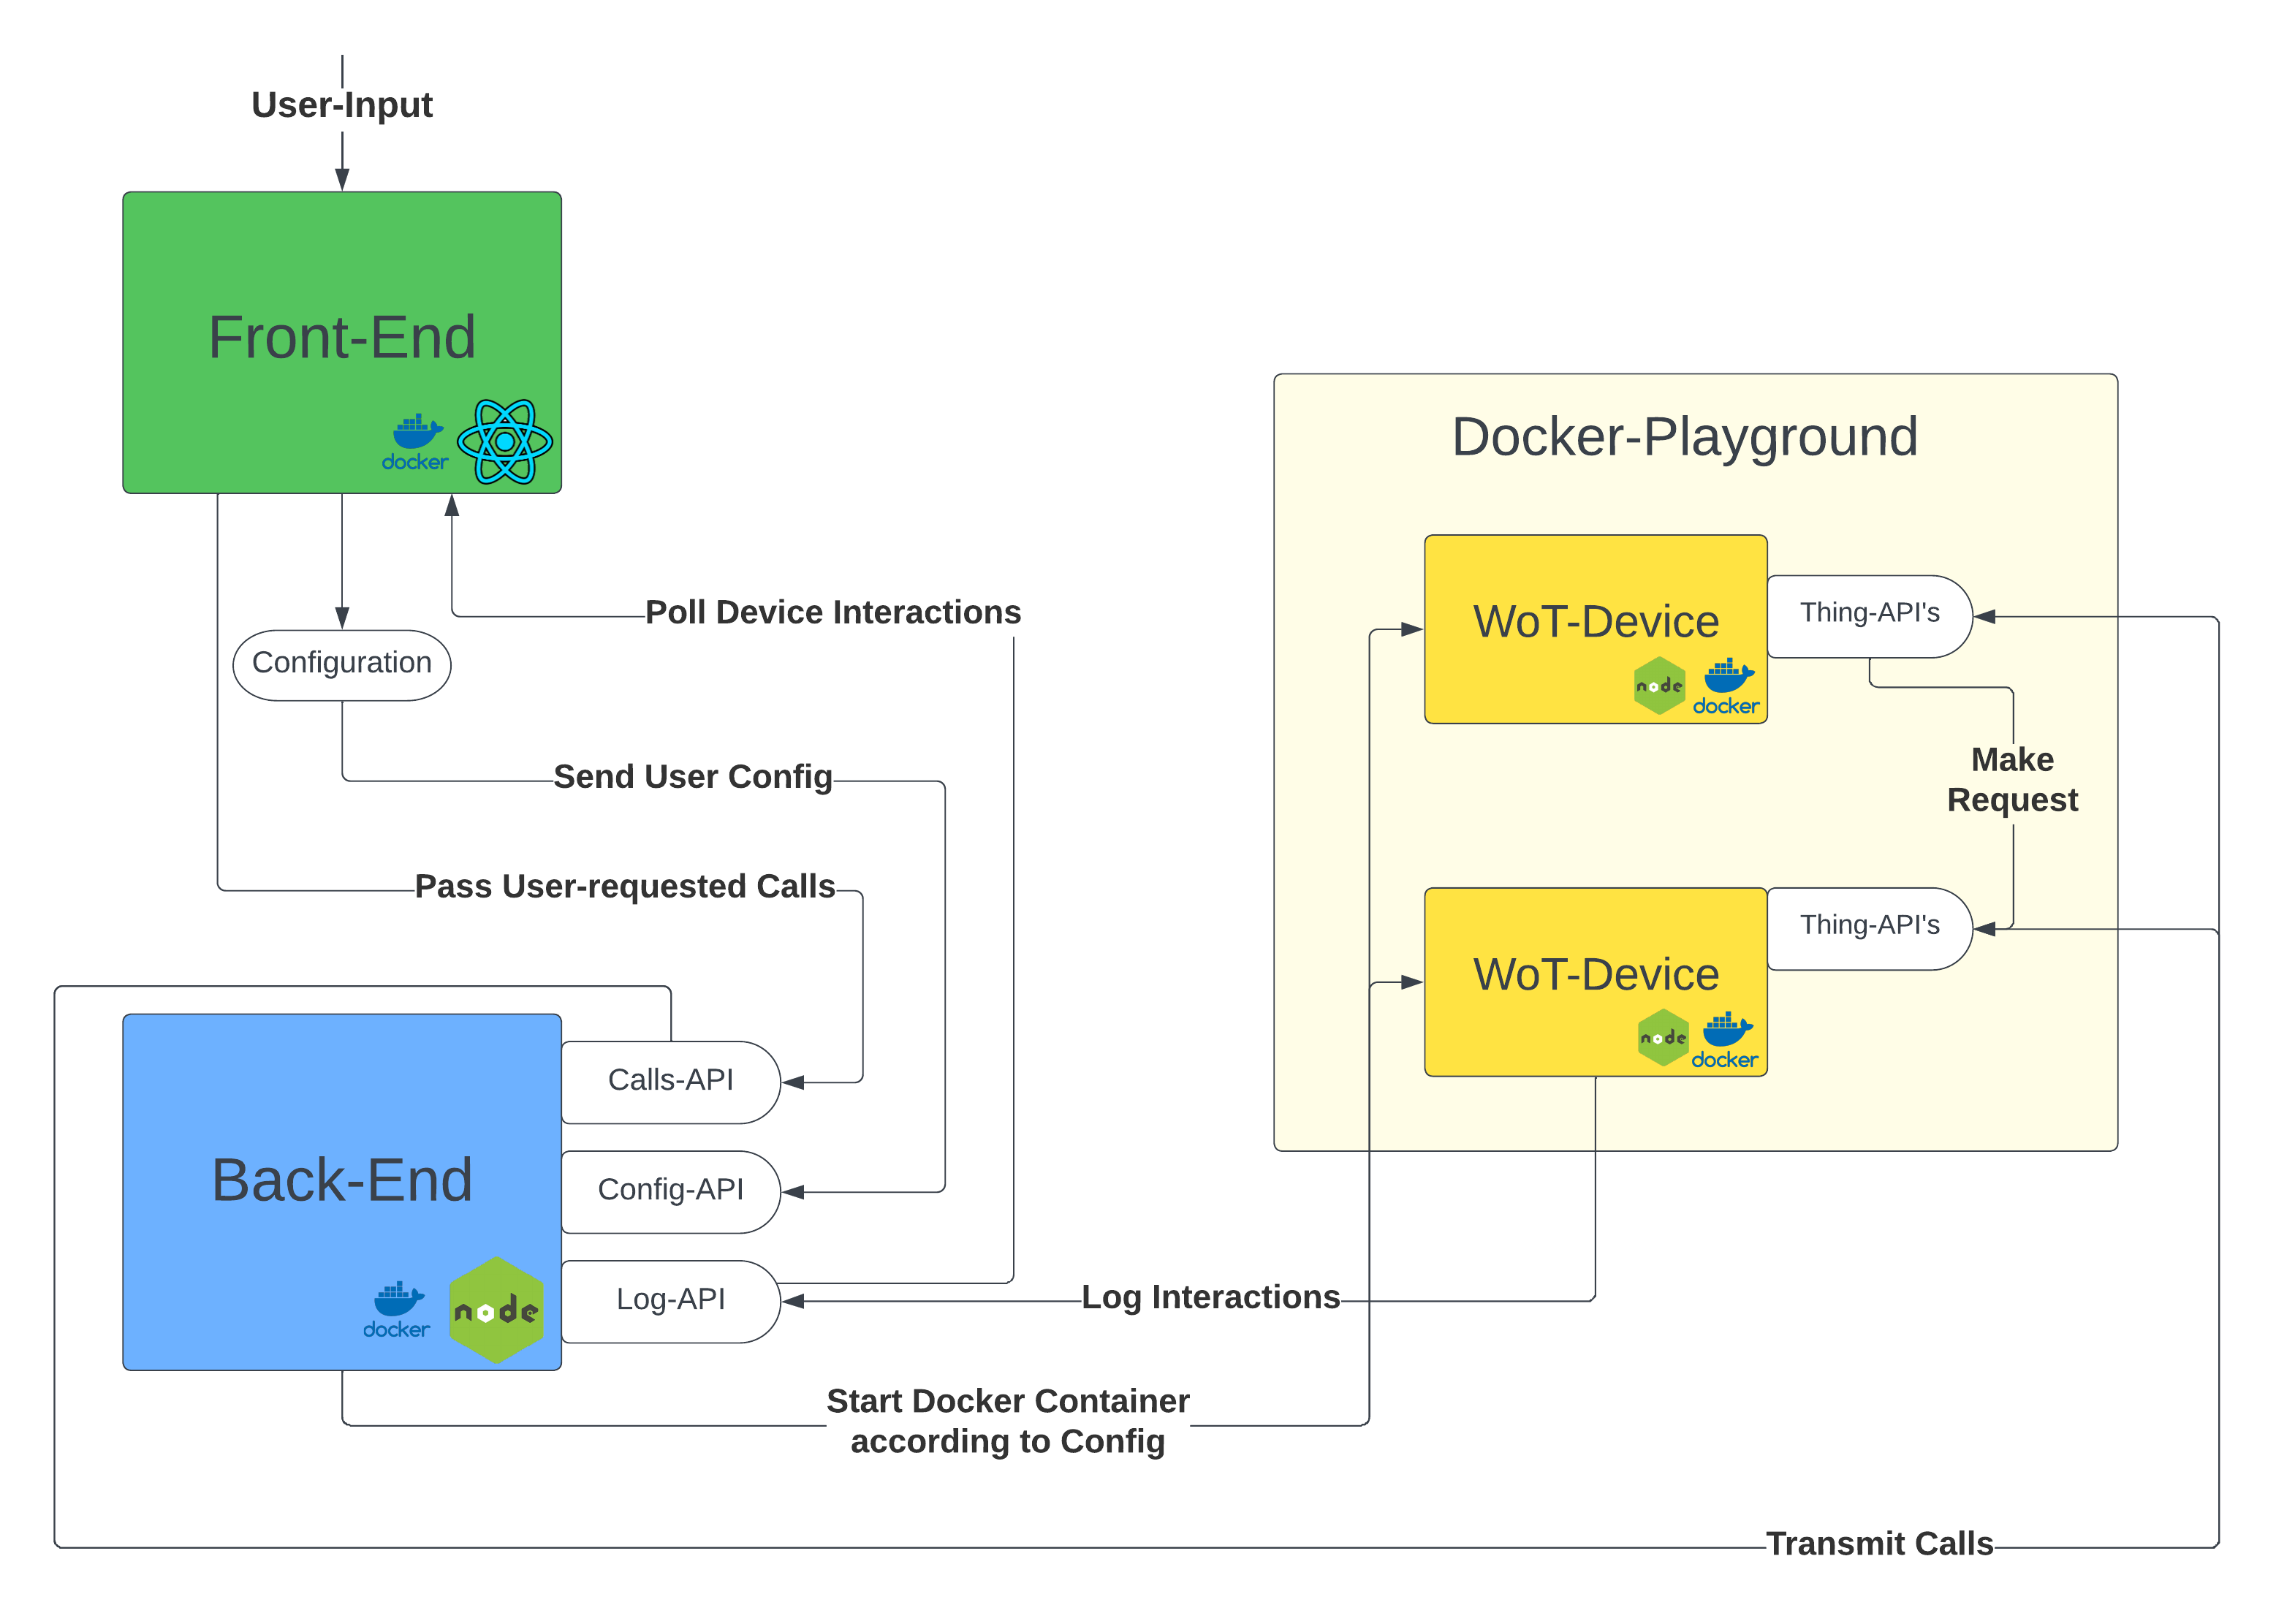 User-Input
Front-End
docker
Configuration
Poll Device Interactions
Send User Config
Pass User-requested Calls
Back-End
docker
node
Calls-API
Config-API
Log-API
Docker-Playground
WoT-Device
node
docker
Thing-API's
Make
Request
WoT-Device
node
docker
Thing-API's
Log Interactions
Start Docker Container
according to Config
Transmit Calls